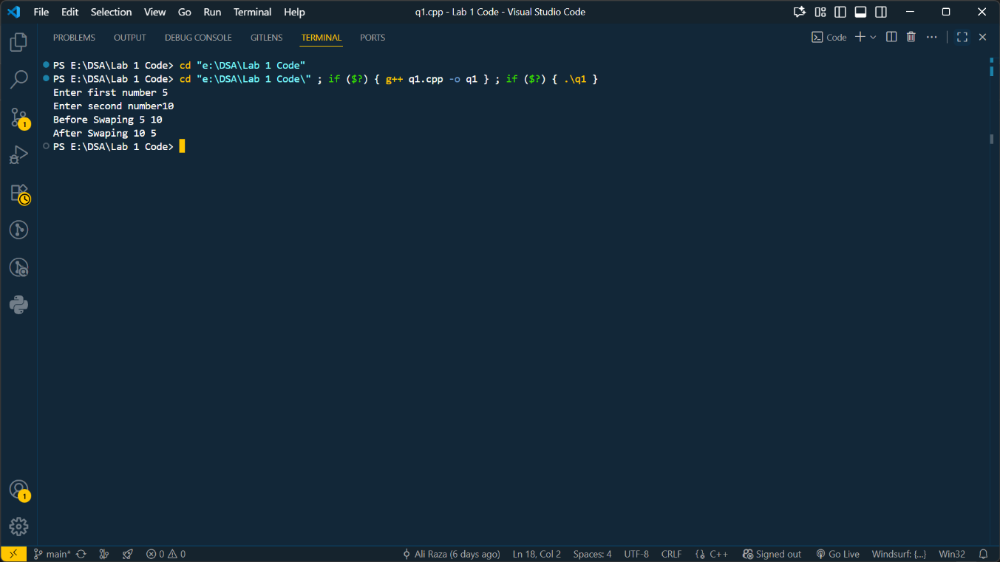 File Edit Selection View Go Run Terminal Help q1.cpp - Lab 1 Code - Visual Studio Code
PROBLEMS OUTPUT DEBUG CONSOLE GITLENS TERMINAL PORTS Code
PS E:\DSA\Lab 1 Code> cd "e:\DSA\Lab 1 Code"
PS E:\DSA\Lab 1 Code> cd "e:\DSA\Lab 1 Code\" ; if ($?) { g++ q1.cpp -o q1 } ; if ($?) { .\q1 }
Enter first number 5
Enter second number10
Before Swaping 5 10
After Swaping 10 5
PS E:\DSA\Lab 1 Code>
1
1
main* 0 0 Ali Raza (6 days ago) Ln 18, Col 2 Spaces: 4 UTF-8 CRLF C++ Signed out Go Live Windsurf: {...} Win32